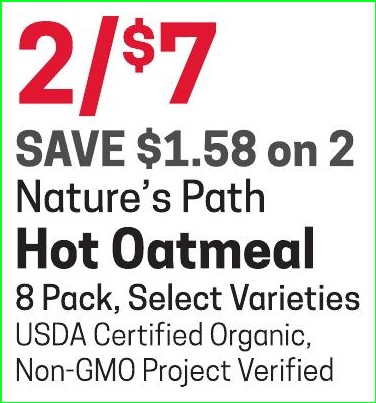 2/$7
SAVE $1.58 on 2
Nature's Path
Hot Oatmeal
8 Pack, Select Varieties
USDA Certified Organic,
Non-GMO Project Verified